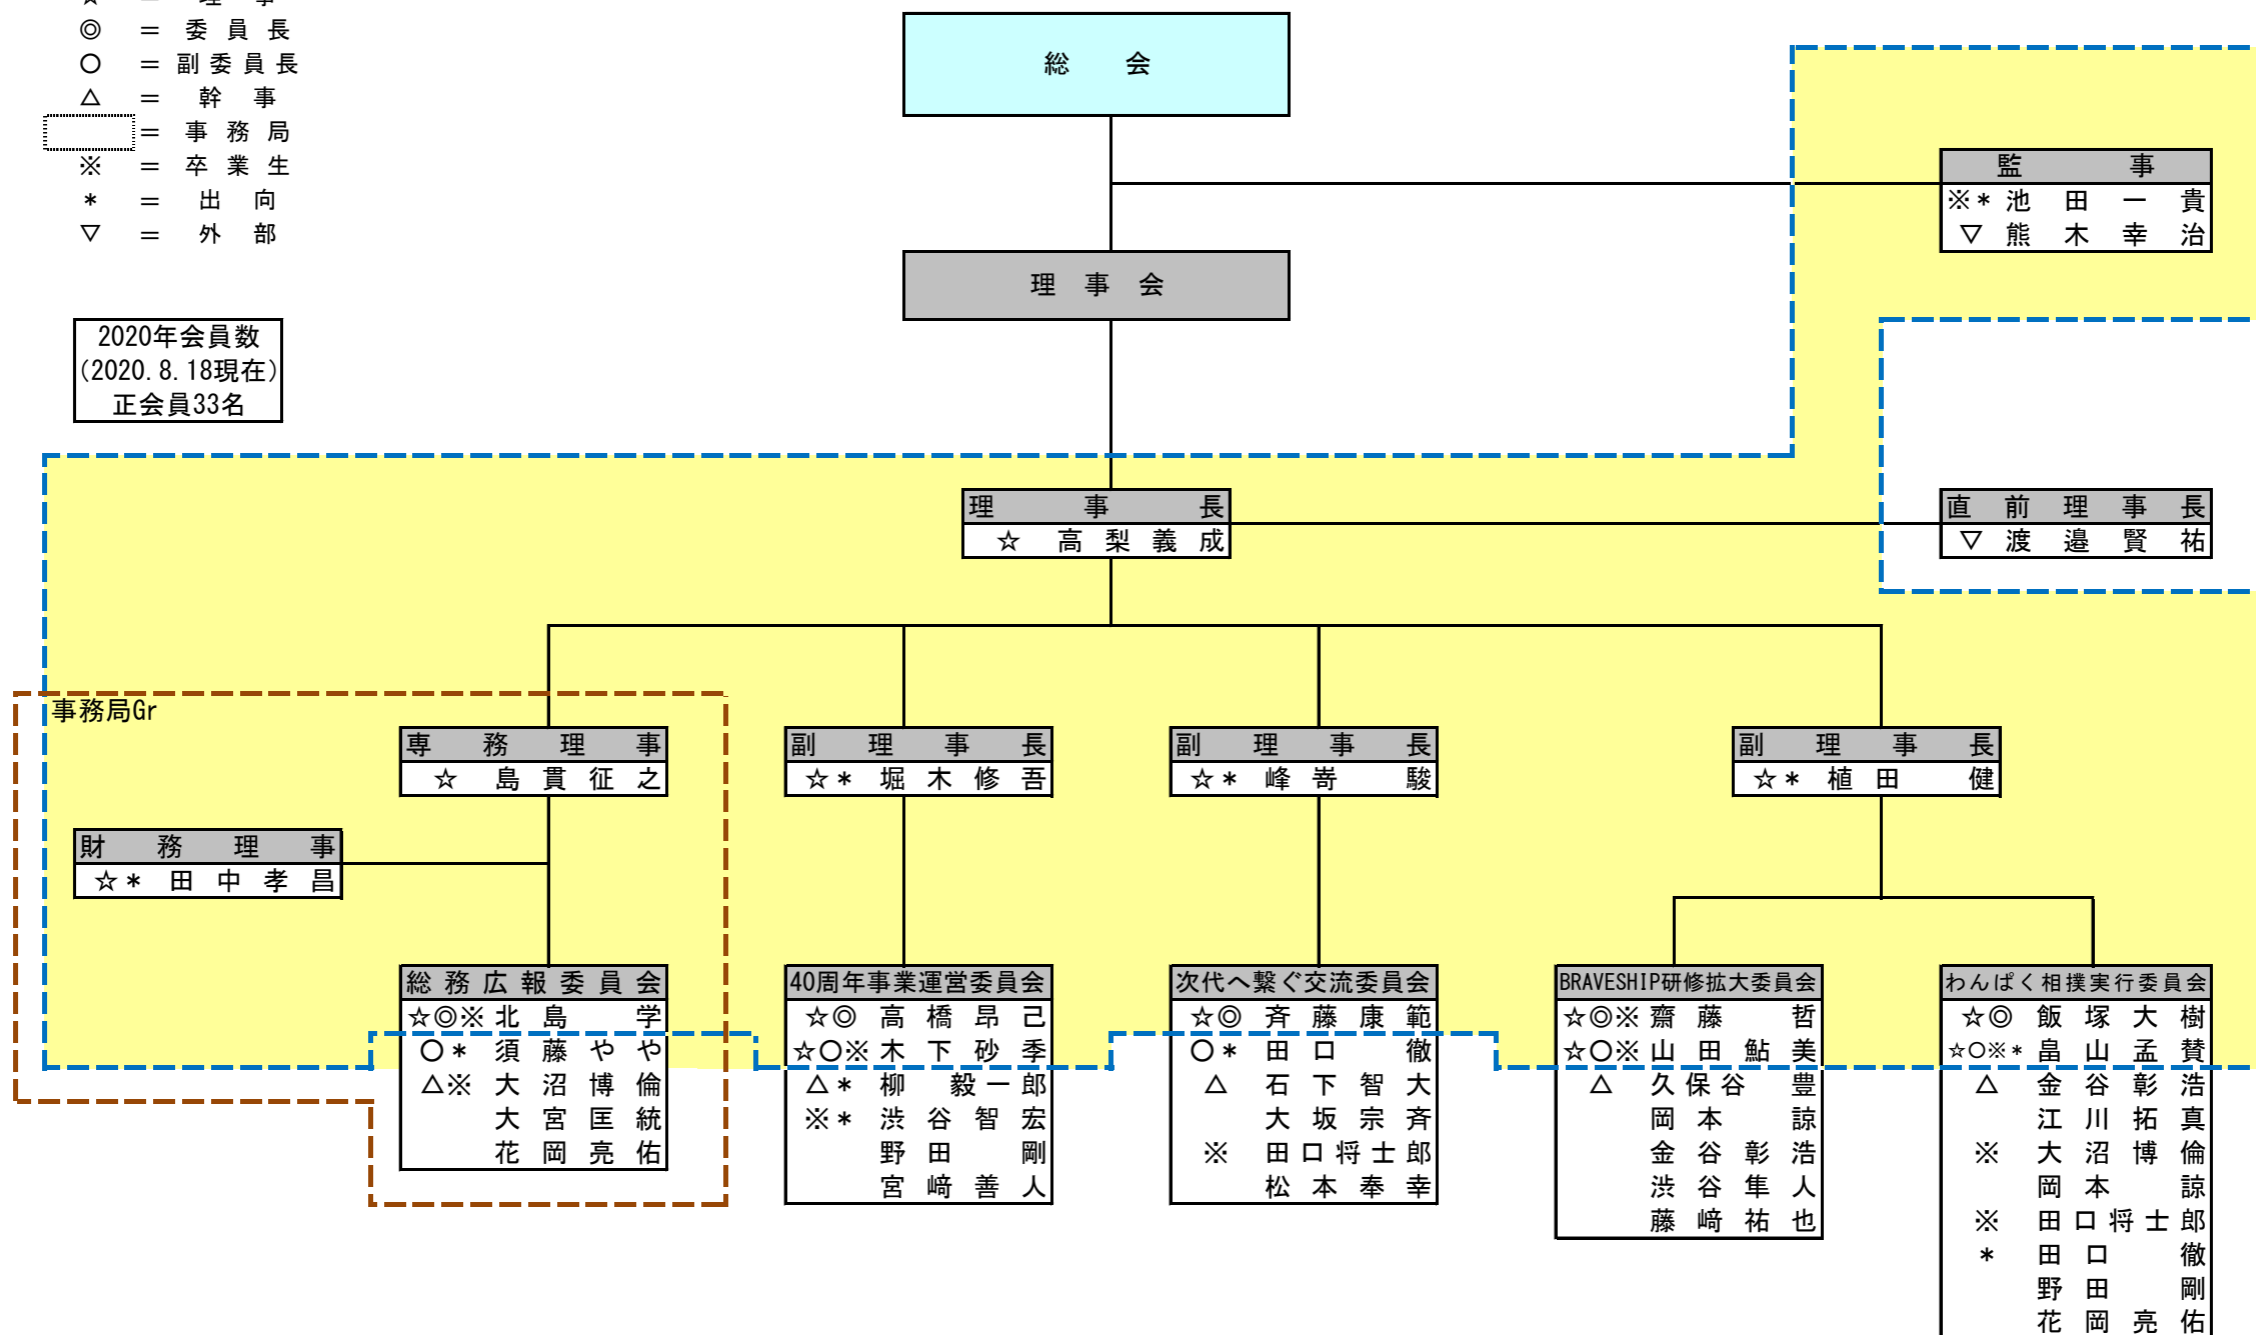 ☆ ＝ 理 事
◎ ＝ 委 員 長
○ ＝ 副 委 員 長
△ ＝ 幹 事
＝ 事 務 局
※ ＝ 卒 業 生
* ＝ 出 向
▽ ＝ 外 部
総 会
監 事
※* 池 田 一 貴
▽ 熊 木 幸 治
理 事 会
2020年会員数
(2020.8.18現在)
正会員33名
理 事 長
☆ 高 梨 義 成
直 前 理 事 長
▽ 渡 邉 賢 祐
事務局Gr
専 務 理 事
☆ 島 貫 征 之
副 理 事 長
☆* 堀 木 修 吾
副 理 事 長
☆* 峰 嵜 駿
副 理 事 長
☆* 植 田 健
財 務 理 事
☆* 田 中 孝 昌
総 務 広 報 委 員 会
☆◎※ 北 島 学
○* 須 藤 や や
△※ 大 沼 博 倫
大 宮 匡 統
花 岡 亮 佑
40周年事業運営委員会
☆◎ 高 橋 昂 己
☆○※ 木 下 砂 季
△* 柳 毅 一 郎
※* 渋 谷 智 宏
野 田 剛
宮 﨑 善 人
次代へ繋ぐ交流委員会
☆◎ 斉 藤 康 範
○* 田 口 徹
△ 石 下 智 大
大 坂 宗 斉
※ 田 口 将 士 郎
松 本 奉 幸
BRAVESHIP研修拡大委員会
☆◎※ 齋 藤 哲
☆○※ 山 田 鮎 美
△ 久 保 谷 豊
岡 本 諒
金 谷 彰 浩
渋 谷 隼 人
藤 﨑 祐 也
わんぱく相撲実行委員会
☆◎ 飯 塚 大 樹
☆○※* 畠 山 孟 賛
△ 金 谷 彰 浩
江 川 拓 真
※ 大 沼 博 倫
岡 本 諒
※ 田 口 将 士 郎
* 田 口 徹
野 田 剛
花 岡 亮 佑